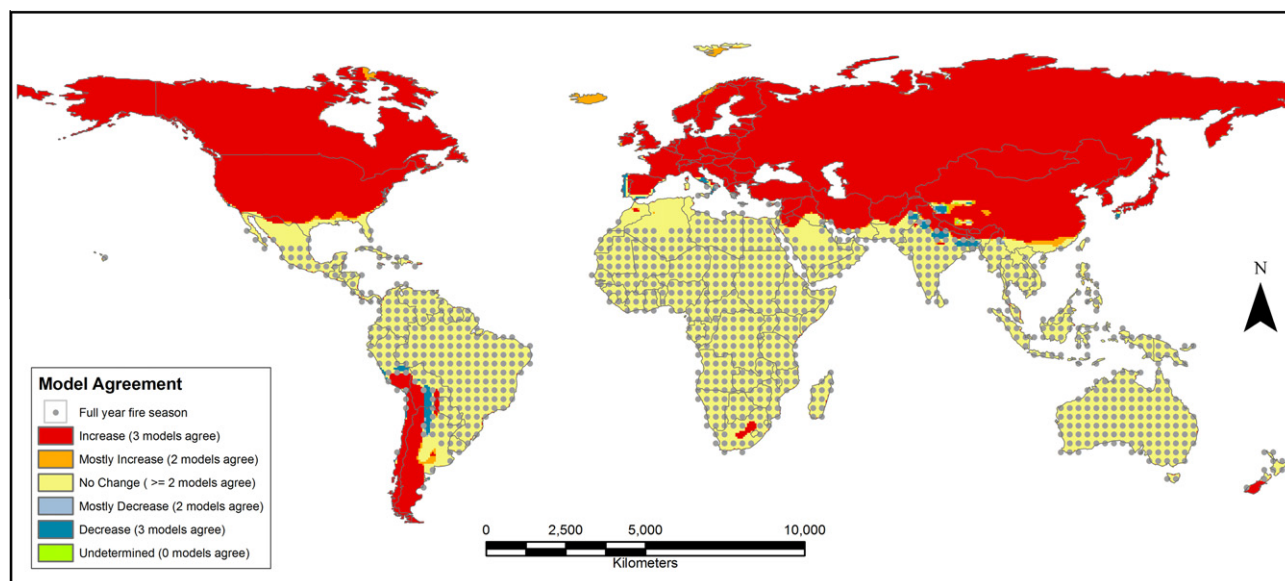 N
Model Agreement
Full year fire season
Increase (3 models agree)
Mostly Increase (2 models agree)
No Change ( >= 2 models agree)
Mostly Decrease (2 models agree)
Decrease (3 models agree)
Undetermined (0 models agree)
0 2,500 5,000 10,000
Kilometers